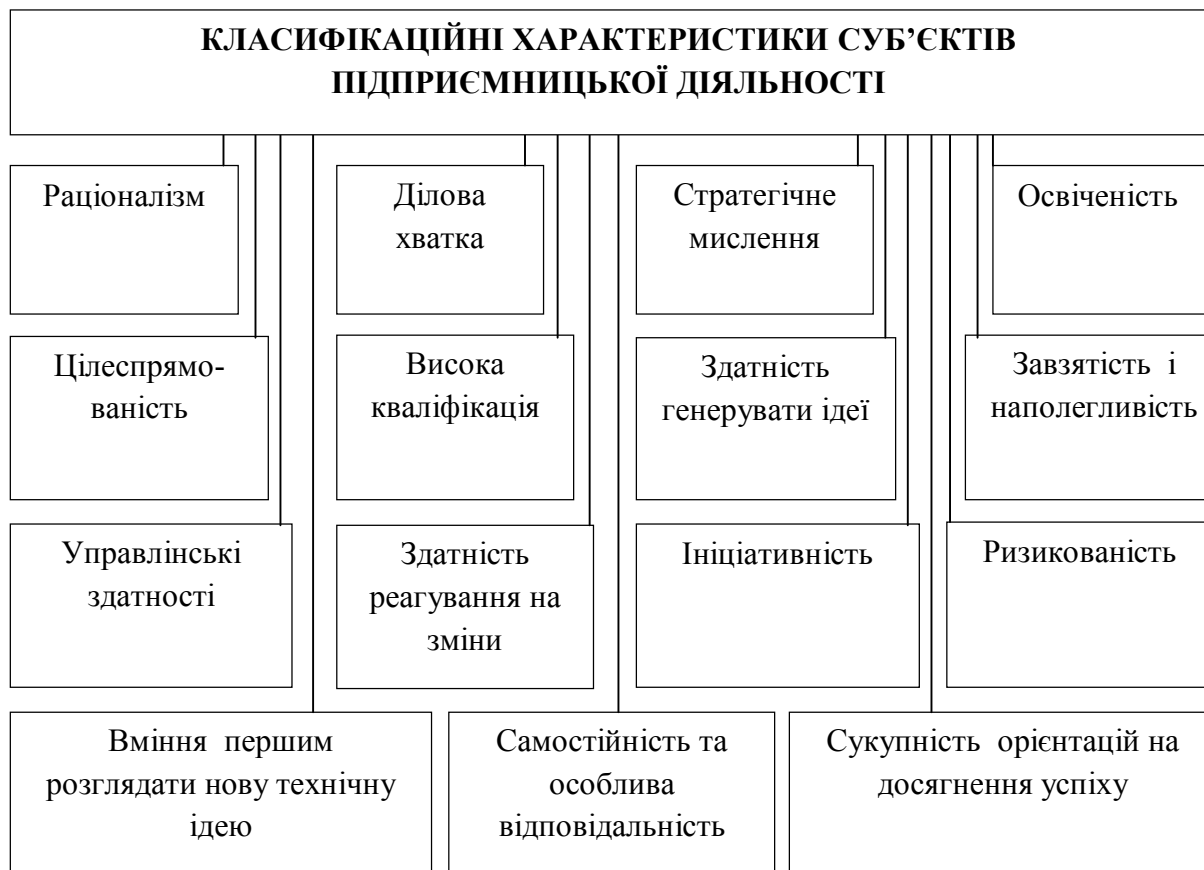 КЛАСИФІКАЦІЙНІ ХАРАКТЕРИСТИКИ СУБ’ЄКТІВ
ПІДПРИЄМНИЦЬКОЇ ДІЯЛЬНОСТІ
Раціоналізм
Ділова
хватка
Стратегічне
мислення
Освіченість
Цілеспрямо-
ваність
Висока
кваліфікація
Здатність
генерувати ідеї
Завзятість і
наполегливість
Управлінські
здатності
Здатність
реагування на
зміни
Ініціативність
Ризикованість
Вміння першим
розглядати нову технічну
ідею
Самостійність та
особлива
відповідальність
Сукупність орієнтацій на
досягнення успіху